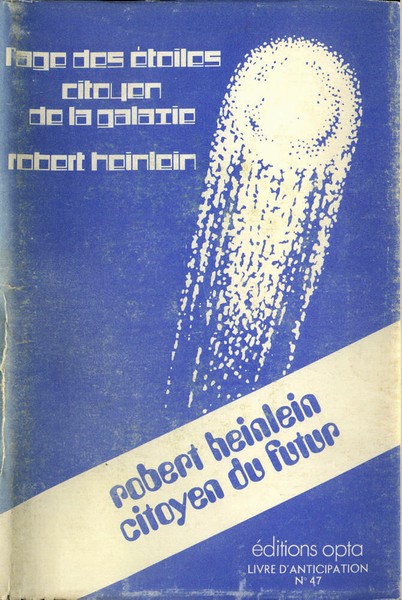 l'age des étoiles
citoyen
de la galaxie
robert heinlein
robert heinlein
citoyen du futur
éditions opta
LIVRE D'ANTICIPATION
N° 47